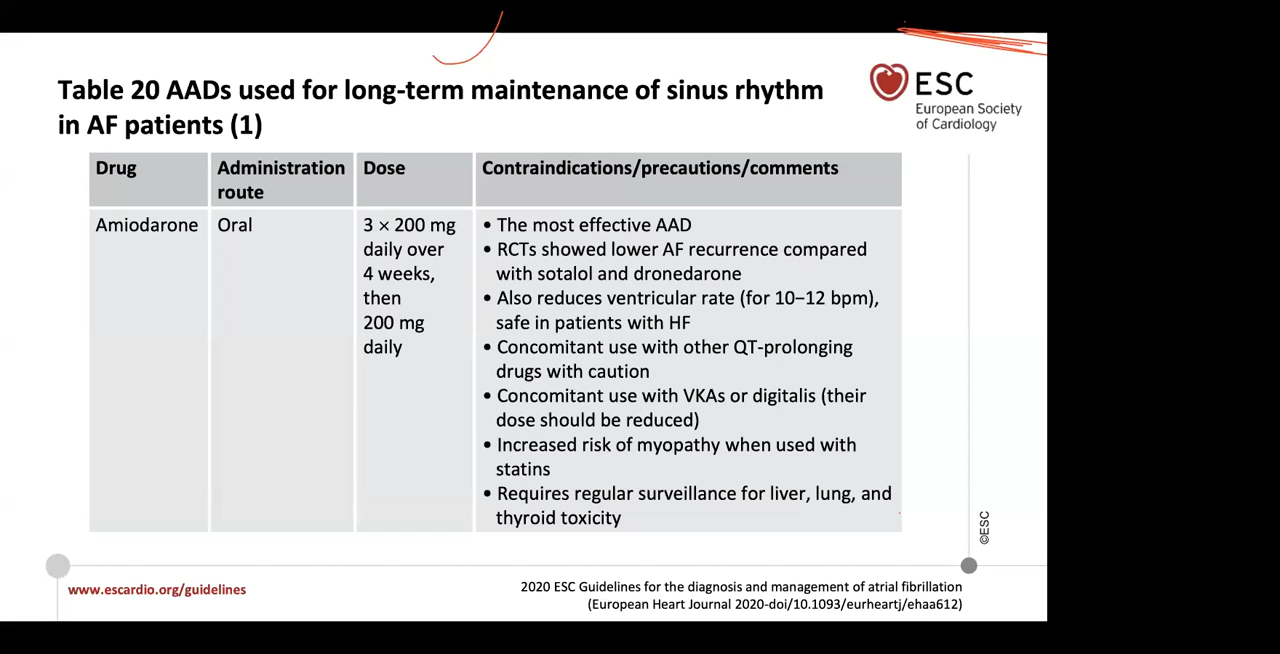 Table 20 AADs used for long-term maintenance of sinus rhythm
in AF patients (1)
ESC
European Society
of Cardiology
Drug
Administration
route
Dose
Contraindications/precautions/comments
Amiodarone
Oral
3 × 200 mg
daily over
4 weeks,
then
200 mg
daily
• The most effective AAD
• RCTs showed lower AF recurrence compared
with sotalol and dronedarone
• Also reduces ventricular rate (for 10–12 bpm),
safe in patients with HF
• Concomitant use with other QT-prolonging
drugs with caution
• Concomitant use with VKAs or digitalis (their
dose should be reduced)
• Increased risk of myopathy when used with
statins
• Requires regular surveillance for liver, lung, and
thyroid toxicity
©ESC
www.escardio.org/guidelines
2020 ESC Guidelines for the diagnosis and management of atrial fibrillation
(European Heart Journal 2020-doi/10.1093/eurheartj/ehaa612)